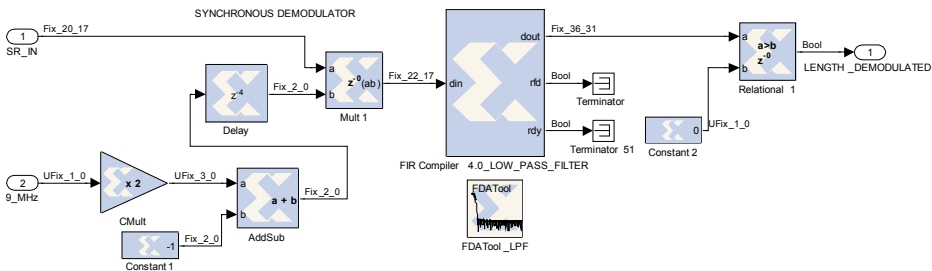 SYNCHRONOUS DEMODULATOR
1
SR_IN
Fix_20_17
z-4
Delay
Fix_2_0
a
b
z-0 (ab)
Mult 1
Fix_22_17
din
dout
rfd
rdy
FIR Compiler 4.0_LOW_PASS_FILTER
Fix_36_31
Bool
Terminator
Bool
Terminator 51
a
b
a>b
z-0
Relational 1
Bool
1
LENGTH _DEMODULATED
0
Constant 2
UFix_1_0
2
9_MHz
UFix_1_0
x 2
CMult
UFix_3_0
-1
Constant 1
Fix_2_0
a
b
a + b
AddSub
Fix_2_0
FDATool
FDATool _LPF